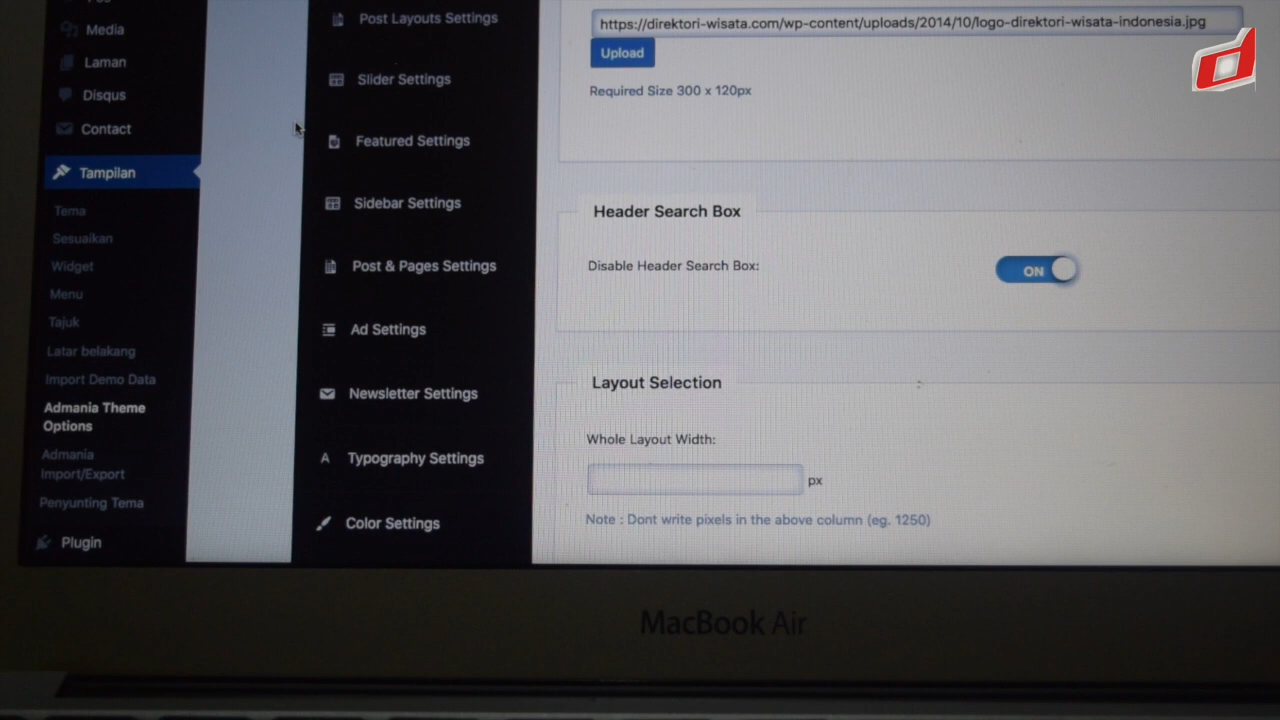 Media
Laman
Disqus
Contact
Tampilan
Tema
Sesuaikan
Widget
Menu
Tajuk
Latar belakang
Import Demo Data
Admania Theme
Options
Admania
Import/Export
Penyunting Tema
Plugin
Post Layouts Settings
Slider Settings
Featured Settings
Sidebar Settings
Post & Pages Settings
Ad Settings
Newsletter Settings
A Typography Settings
Color Settings
https://direktori-wisata.com/wp-content/uploads/2014/10/logo-direktori-wisata-indonesia.jpg
Upload
Required Size 300 x 120px
Header Search Box
Disable Header Search Box:
ON
Layout Selection
Whole Layout Width:
px
Note : Dont write pixels in the above column (eg. 1250)
MacBook Air
d